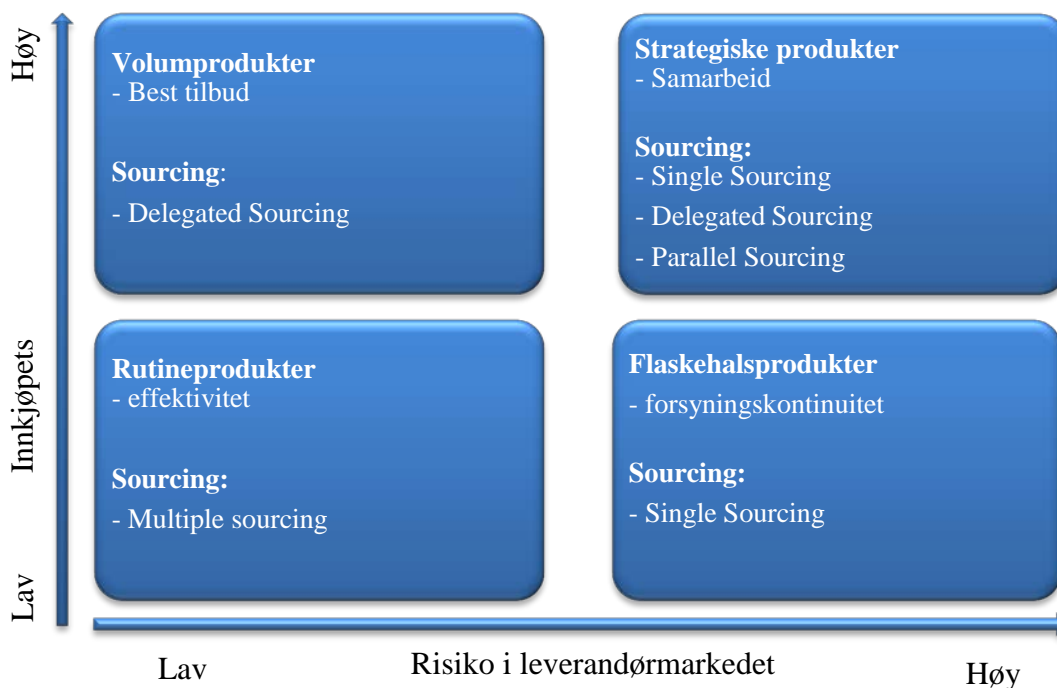 Høy
Innkjøpets
Lav
Volumprodukter
- Best tilbud
Sourcing:
- Delegated Sourcing
Strategiske produkter
- Samarbeid
Sourcing:
- Single Sourcing
- Delegated Sourcing
- Parallel Sourcing
Rutineprodukter
- effektivitet
Sourcing:
- Multiple sourcing
Flaskehalsprodukter
- forsyningskontinuitet
Sourcing:
- Single Sourcing
Lav
Risiko i leverandørmarkedet
Høy